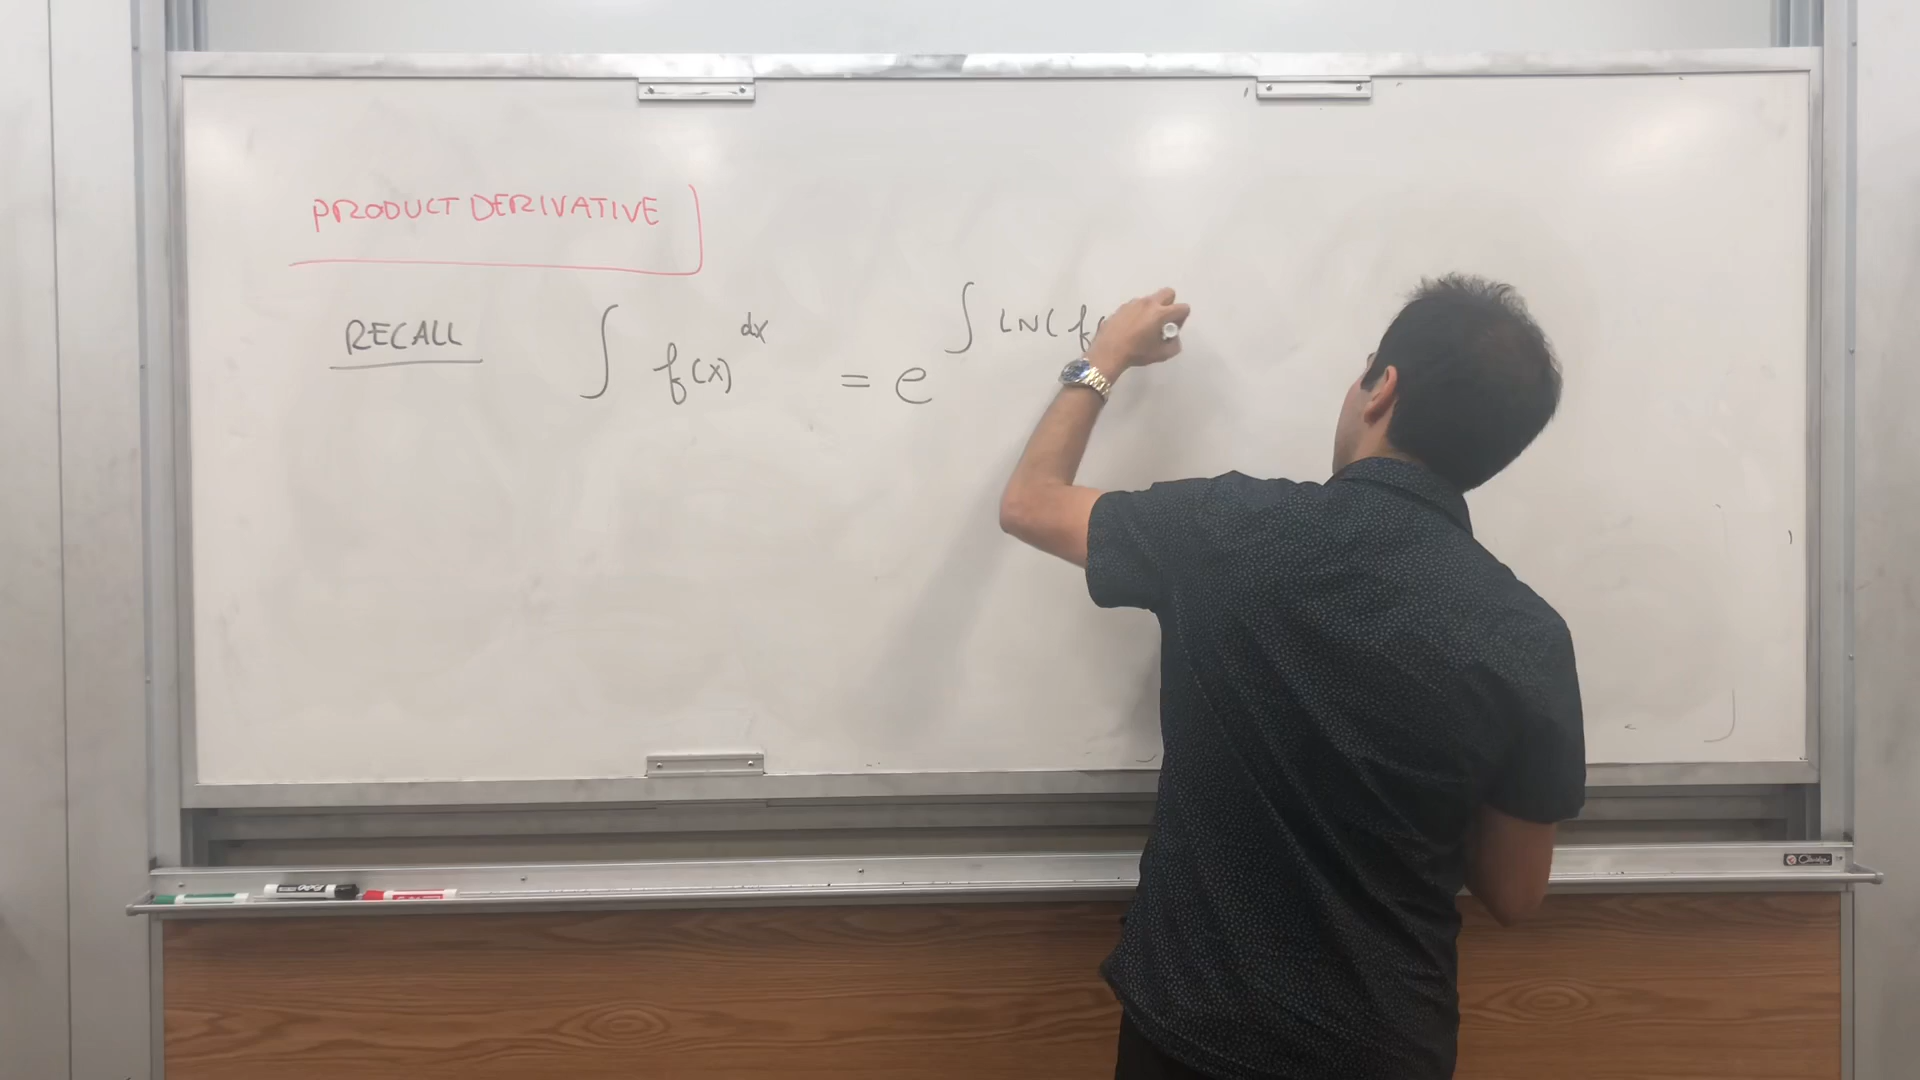 PRODUCT DERIVATIVE
RECALL ∫ f(x)^dx = e^∫ LN(f(